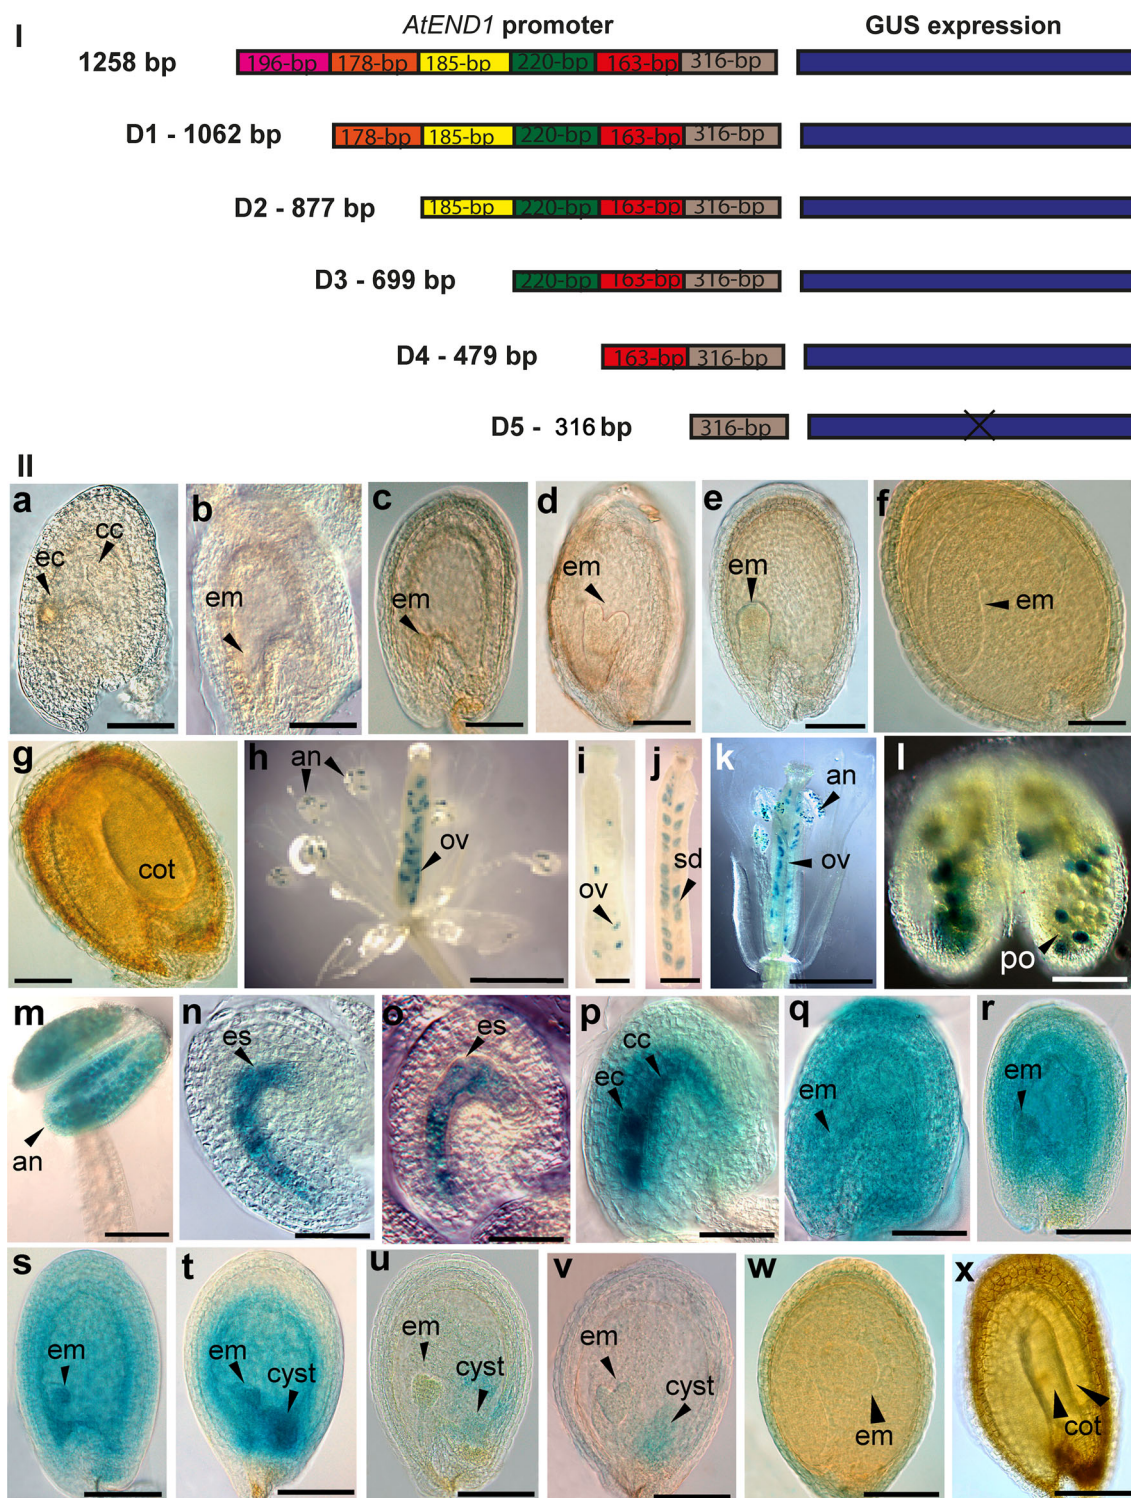 I
AtEND1 promoter GUS expression
1258 bp 196-bp 178-bp 185-bp 220-bp 163-bp 316-bp
D1 - 1062 bp 178-bp 185-bp 220-bp 163-bp 316-bp
D2 - 877 bp 185-bp 220-bp 163-bp 316-bp
D3 - 699 bp 220-bp 163-bp 316-bp
D4 - 479 bp 163-bp 316-bp
D5 - 316 bp 316-bp
II
a ec cc
b em
c em
d em
e em
f em
g cot
h an ov
i ov
j sd
k an ov
l po
m an
n es
o es
p cc ec
q em
r em
s em
t em cyst
u em cyst
v em cyst
w em
x cot